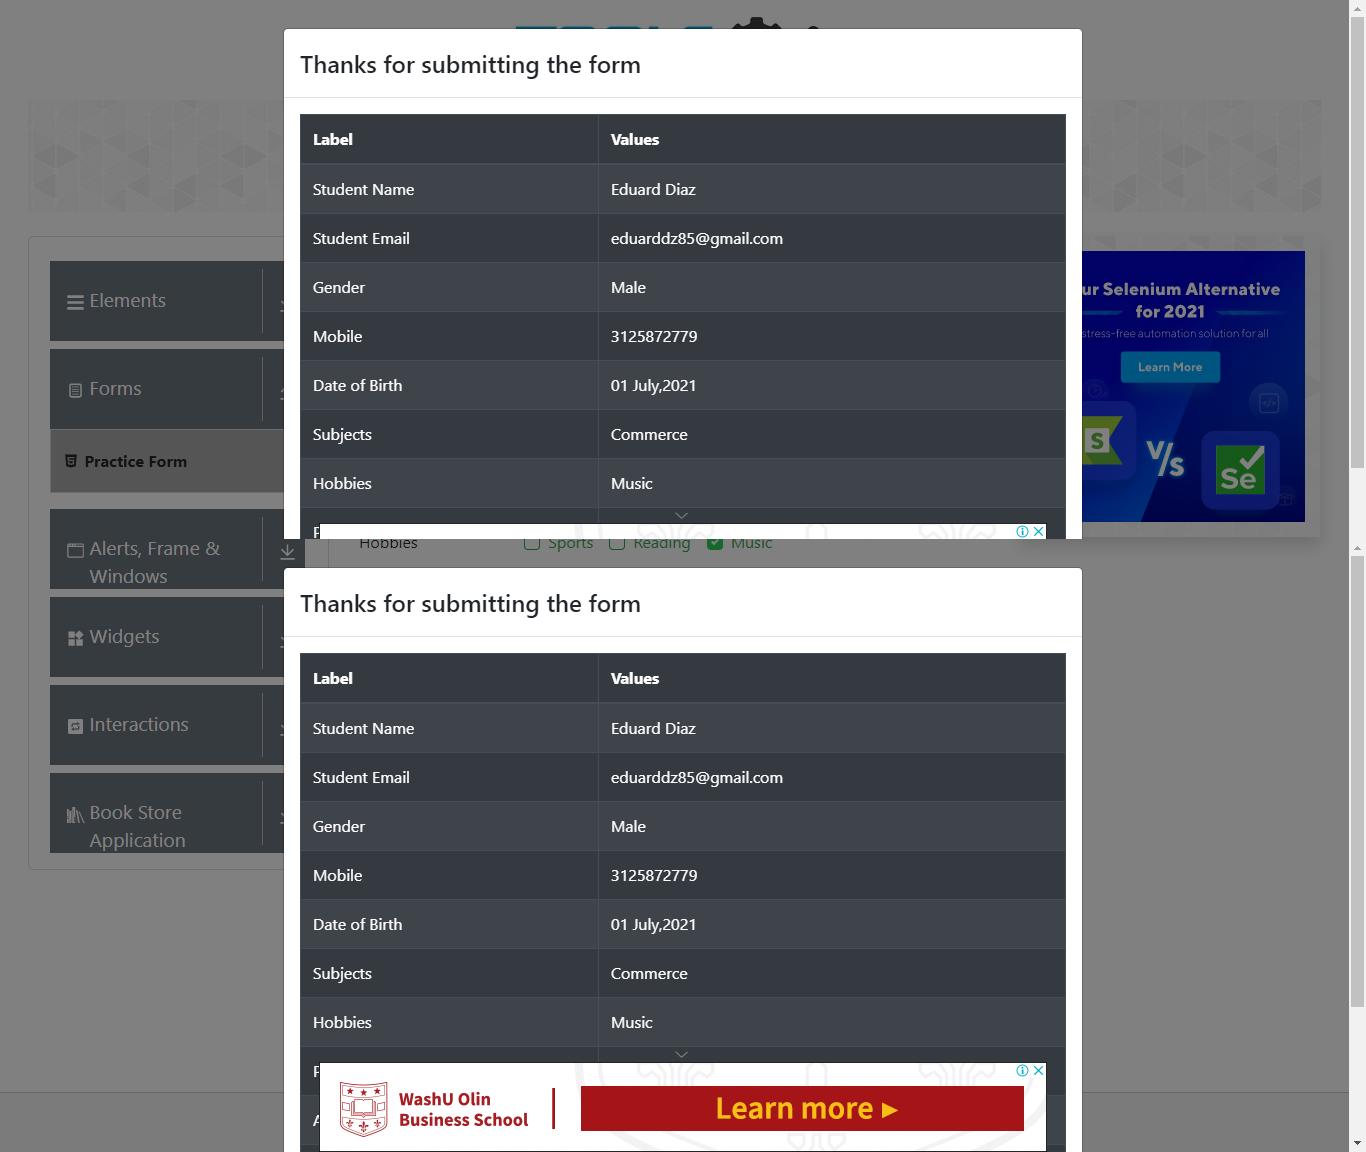 Thanks for submitting the form
Label Values
Student Name Eduard Diaz
Student Email eduarddz85@gmail.com
Gender Male
Mobile 3125872779
Date of Birth 01 July,2021
Subjects Commerce
Hobbies Music
Elements
Forms
Practice Form
Alerts, Frame &
Windows
Widgets
Interactions
Book Store
Application
ur Selenium Alternative
for 2021
stress-free automation solution for all
Learn More
S
V/s
Se
Hobbies Sports Reading Music
Thanks for submitting the form
Label Values
Student Name Eduard Diaz
Student Email eduarddz85@gmail.com
Gender Male
Mobile 3125872779
Date of Birth 01 July,2021
Subjects Commerce
Hobbies Music
WashU Olin
Business School
Learn more ▸